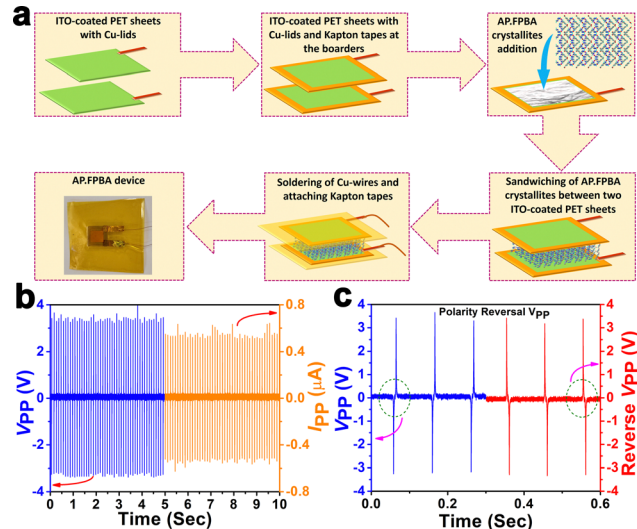 a
ITO-coated PET sheets
with Cu-lids
ITO-coated PET sheets with
Cu-lids and Kapton tapes at
the boarders
AP.FPBA
crystallites
addition
AP.FPBA device
Soldering of Cu-wires and
attaching Kapton tapes
Sandwiching of AP.FPBA
crystallites between two
ITO-coated PET sheets
b
4
3
2
1
0
-1
-2
-3
-4
VPP (V)
0 1 2 3 4 5 6 7 8 9 10
Time (Sec)
0.8
0.4
0.0
-0.4
-0.8
IPP (μA)
c
Polarity Reversal VPP
4
3
2
1
0
-1
-2
-3
-4
VPP (V)
0.0 0.2 0.4 0.6
Time (Sec)
4
3
2
1
0
-1
-2
-3
-4
Reverse VPP (V)